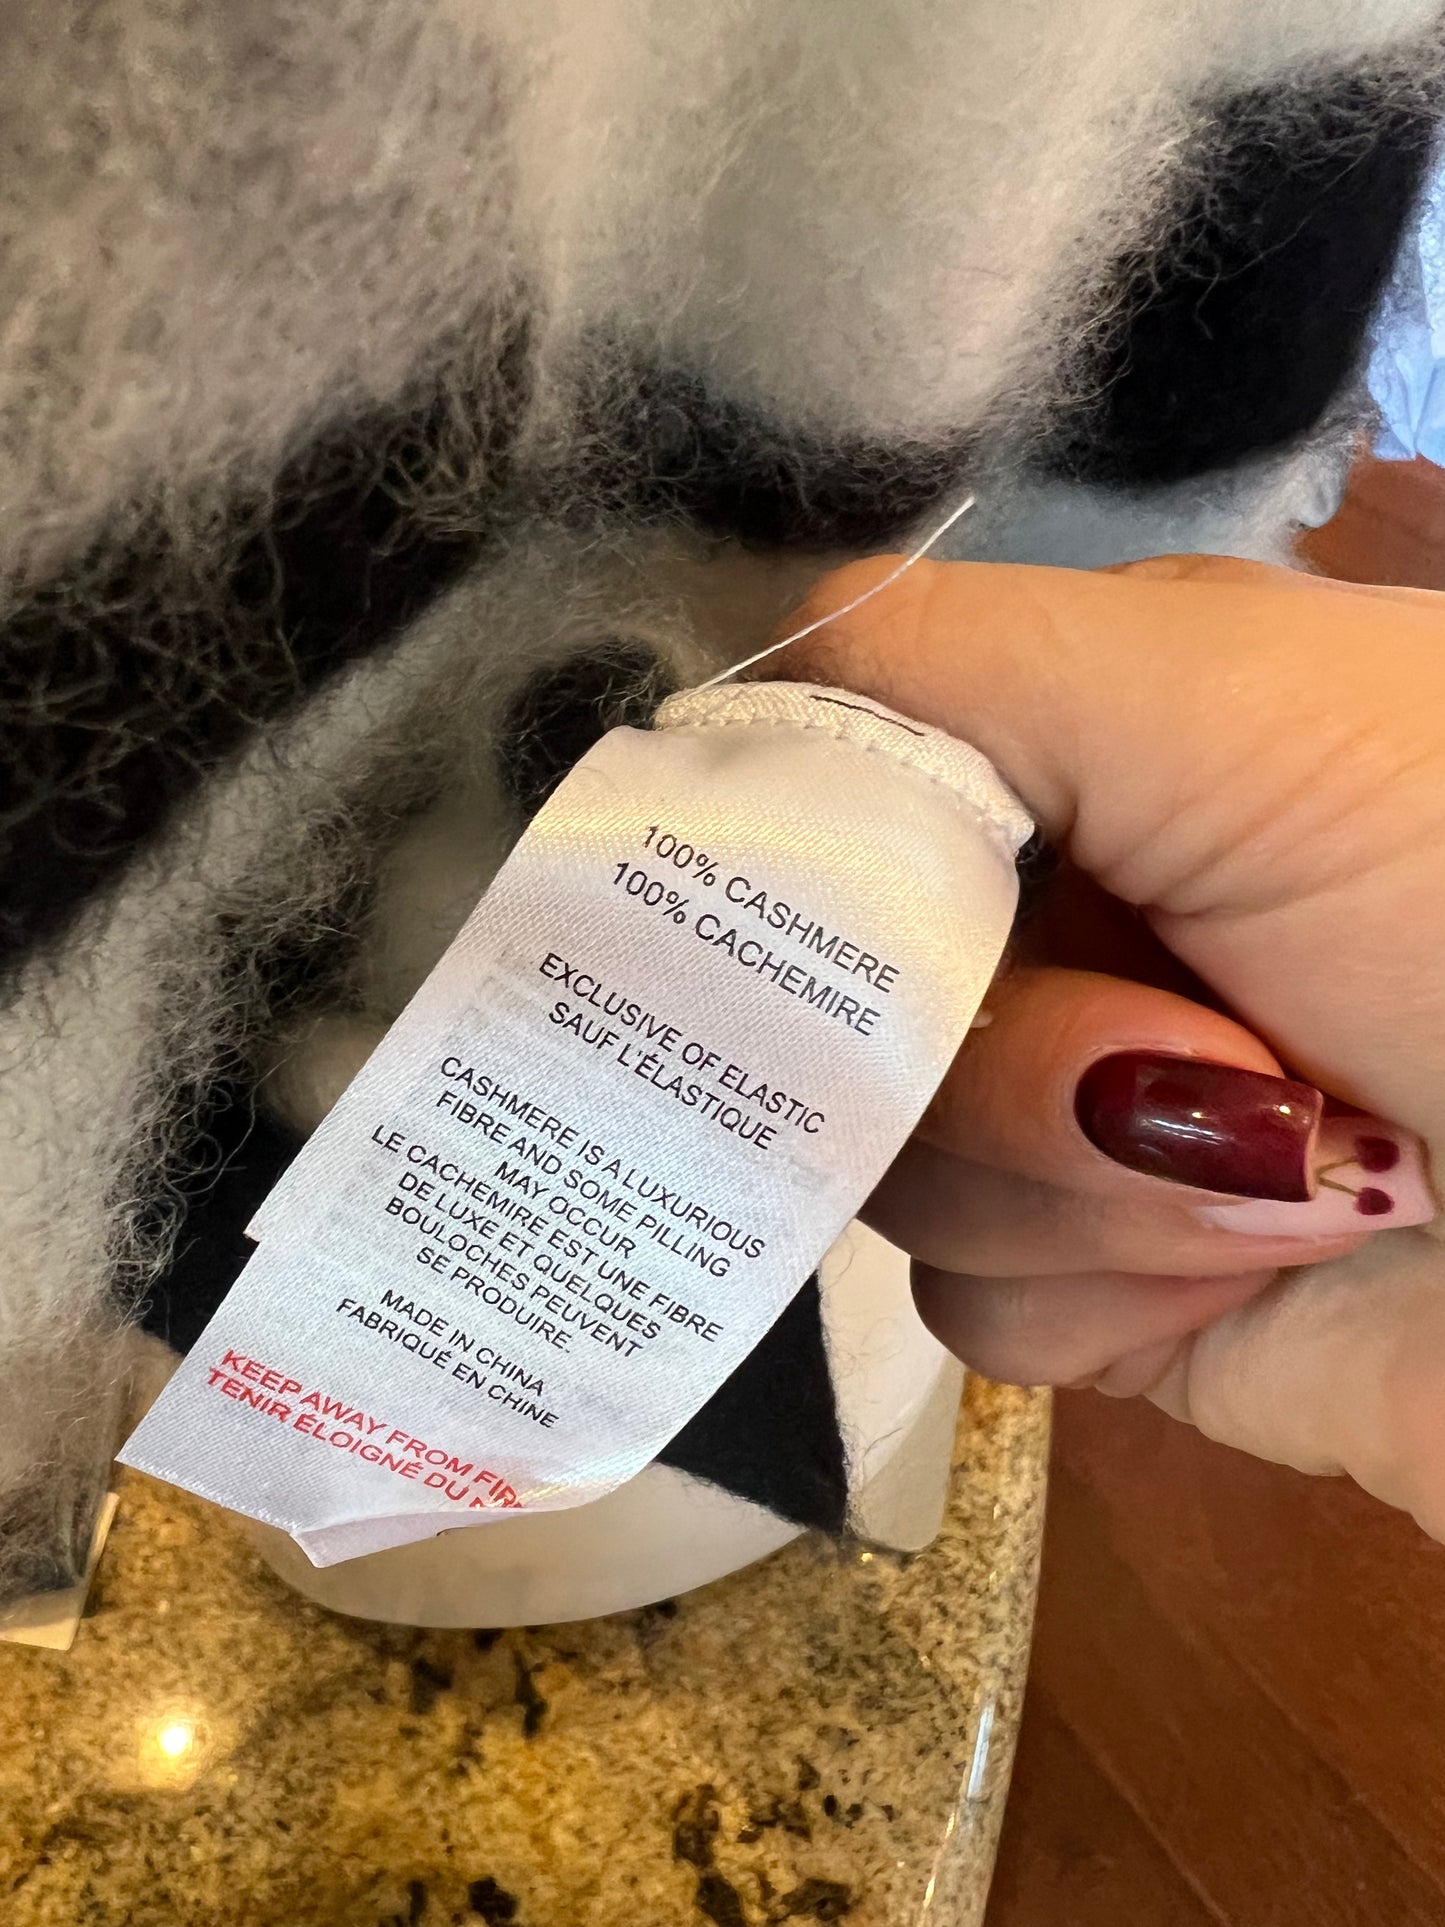 100% CASHMERE
100% CACHEMIRE
EXCLUSIVE OF ELASTIC
SAUF L'ÉLASTIQUE
CASHMERE IS A LUXURIOUS
FIBRE AND SOME PILLING
MAY OCCUR
LE CACHEMIRE EST UNE FIBRE
DE LUXE ET QUELQUES
BOULOCHES PEUVENT
SE PRODUIRE.
MADE IN CHINA
FABRIQUÉ EN CHINE
KEEP AWAY FROM
TENIR ÉLOIGNÉ DU